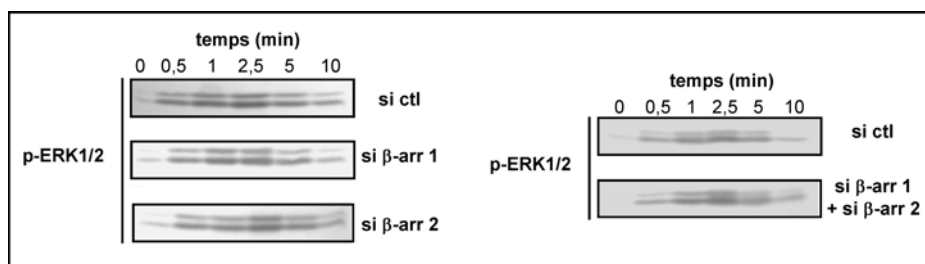 temps (min)
0 0,5 1 2,5 5 10
si ctl
p-ERK1/2
si β-arr 1
si β-arr 2
temps (min)
0 0,5 1 2,5 5 10
si ctl
p-ERK1/2
si β-arr 1
+ si β-arr 2